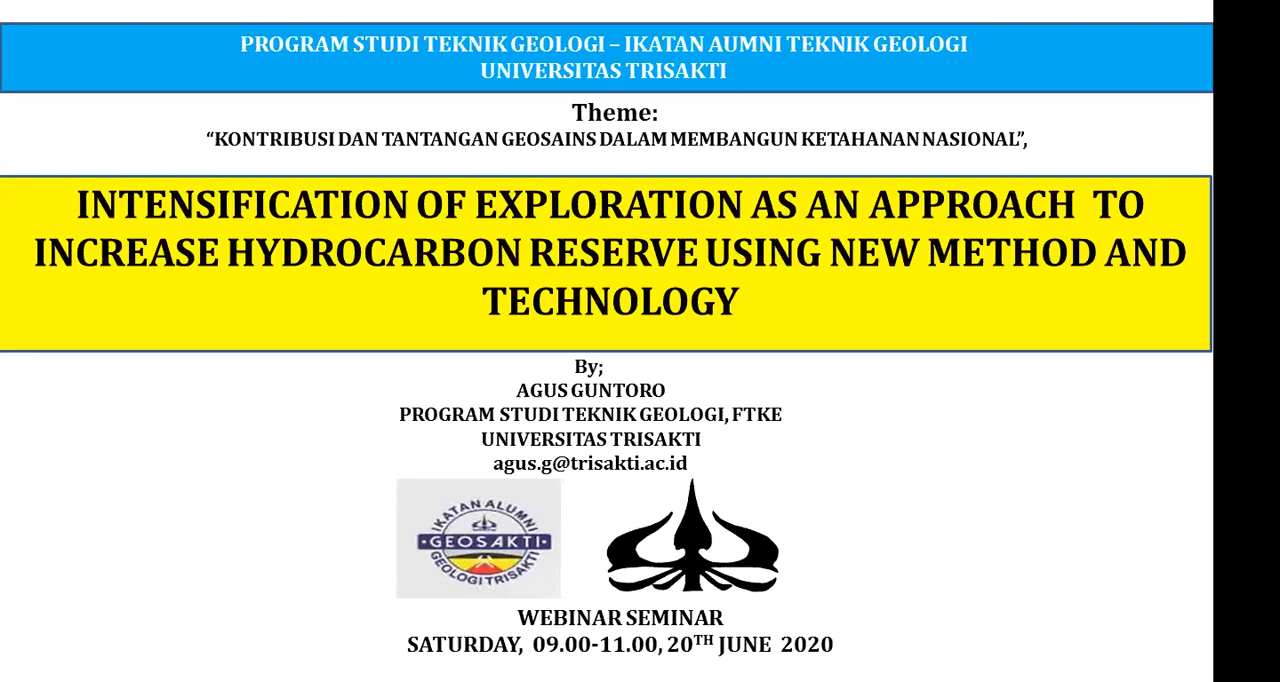 PROGRAM STUDI TEKNIK GEOLOGI – IKATAN AUMNI TEKNIK GEOLOGI
UNIVERSITAS TRISAKTI
Theme:
“KONTRIBUSI DAN TANTANGAN GEOSAINS DALAM MEMBANGUN KETAHANAN NASIONAL”,
INTENSIFICATION OF EXPLORATION AS AN APPROACH TO
INCREASE HYDROCARBON RESERVE USING NEW METHOD AND
TECHNOLOGY
By;
AGUS GUNTORO
PROGRAM STUDI TEKNIK GEOLOGI, FTKE
UNIVERSITAS TRISAKTI
agus.g@trisakti.ac.id
IKATAN ALUMNI
•GEOSAKTI•
GEOLOGI TRISAKTI
WEBINAR SEMINAR
SATURDAY, 09.00-11.00, 20TH JUNE 2020